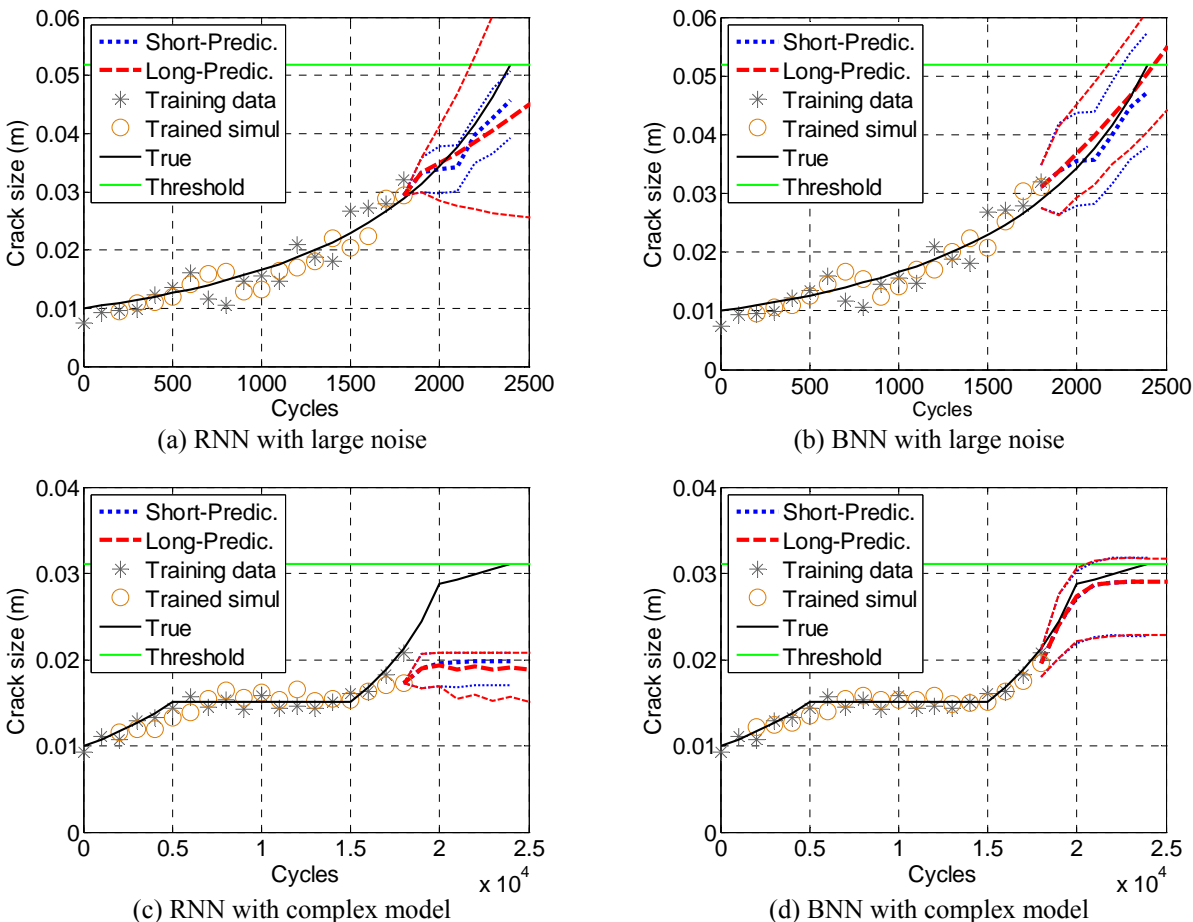 0.06
0.05
0.04
0.03
0.02
0.01
0
Crack size (m)
Short-Predic.
Long-Predic.
Training data
Trained simul
True
Threshold
0 500 1000 1500 2000 2500
Cycles
(a) RNN with large noise
0.06
0.05
0.04
0.03
0.02
0.01
0
Crack size (m)
Short-Predic.
Long-Predic.
Training data
Trained simul
True
Threshold
0 500 1000 1500 2000 2500
Cycles
(b) BNN with large noise
0.04
0.03
0.02
0.01
0
Crack size (m)
Short-Predic.
Long-Predic.
Training data
Trained simul
True
Threshold
0 0.5 1 1.5 2 2.5
Cycles
x 10^4
(c) RNN with complex model
0.04
0.03
0.02
0.01
0
Crack size (m)
Short-Predic.
Long-Predic.
Training data
Trained simul
True
Threshold
0 0.5 1 1.5 2 2.5
Cycles
x 10^4
(d) BNN with complex model